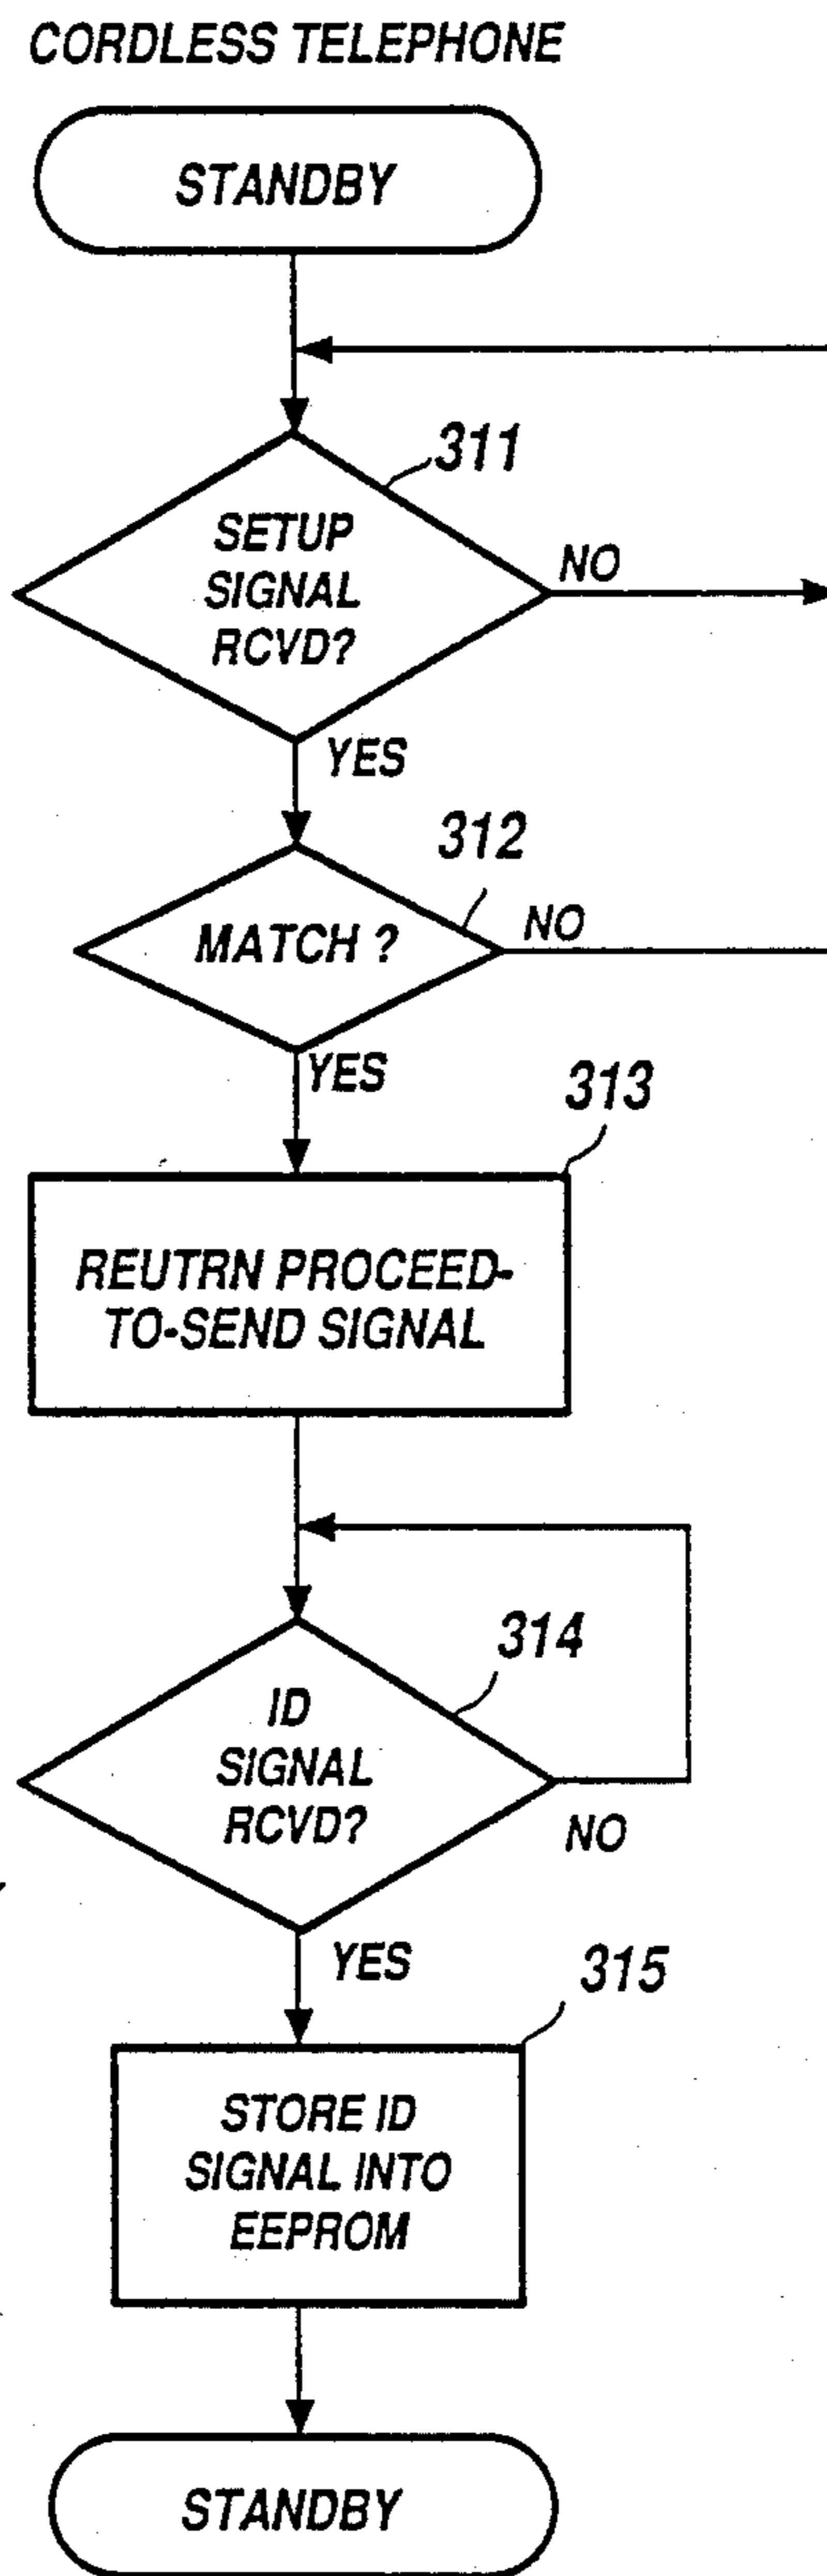 CORDLESS TELEPHONE
STANDBY
311
SETUP
SIGNAL
RCVD?
NO
YES
312
MATCH ?
NO
YES
313
REUTRN PROCEED-
TO-SEND SIGNAL
314
ID
SIGNAL
RCVD?
NO
YES
315
STORE ID
SIGNAL INTO
EEPROM
STANDBY